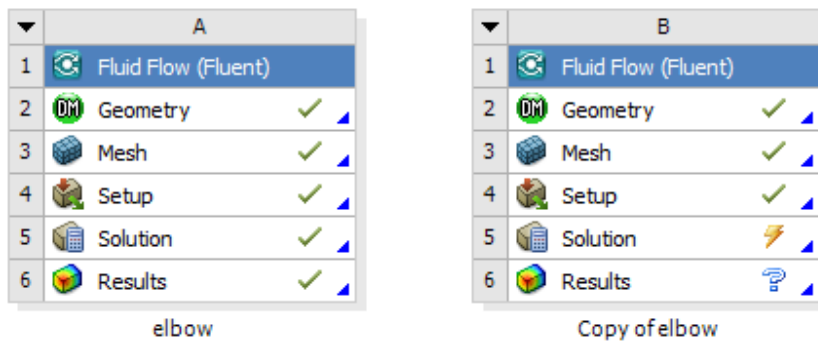 A
1 Fluid Flow (Fluent)
2 DM Geometry
3 Mesh
4 Setup
5 Solution
6 Results
elbow
B
1 Fluid Flow (Fluent)
2 DM Geometry
3 Mesh
4 Setup
5 Solution
6 Results ?
Copy of elbow